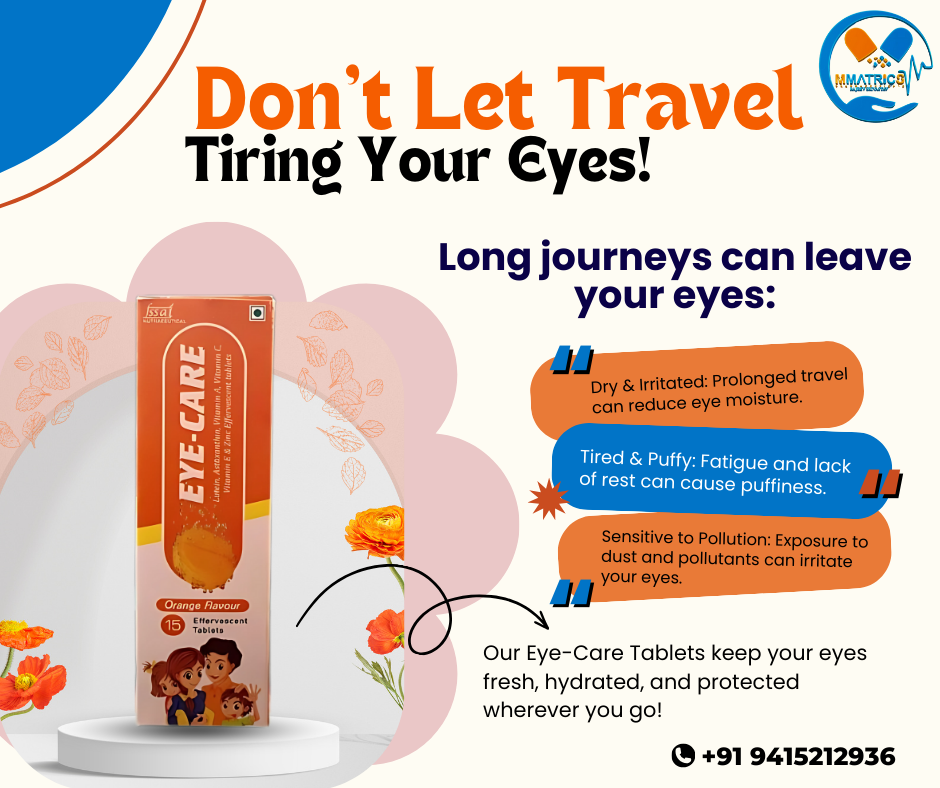 Don't Let Travel
Tiring Your Eyes!
MMATRICS
Long journeys can leave
your eyes:
Dry & Irritated: Prolonged travel
can reduce eye moisture.
Tired & Puffy: Fatigue and lack
of rest can cause puffiness.
Sensitive to Pollution: Exposure to
dust and pollutants can irritate
your eyes.
fssai
NUTRACEUTICAL
EYE-CARE
Lutein, Astaxanthin, Vitamin A, Vitamin C,
Vitamin E & Zinc Effervescent tablets
Orange Flavour
15 Effervescent
Tablets
Our Eye-Care Tablets keep your eyes
fresh, hydrated, and protected
wherever you go!
+91 9415212936